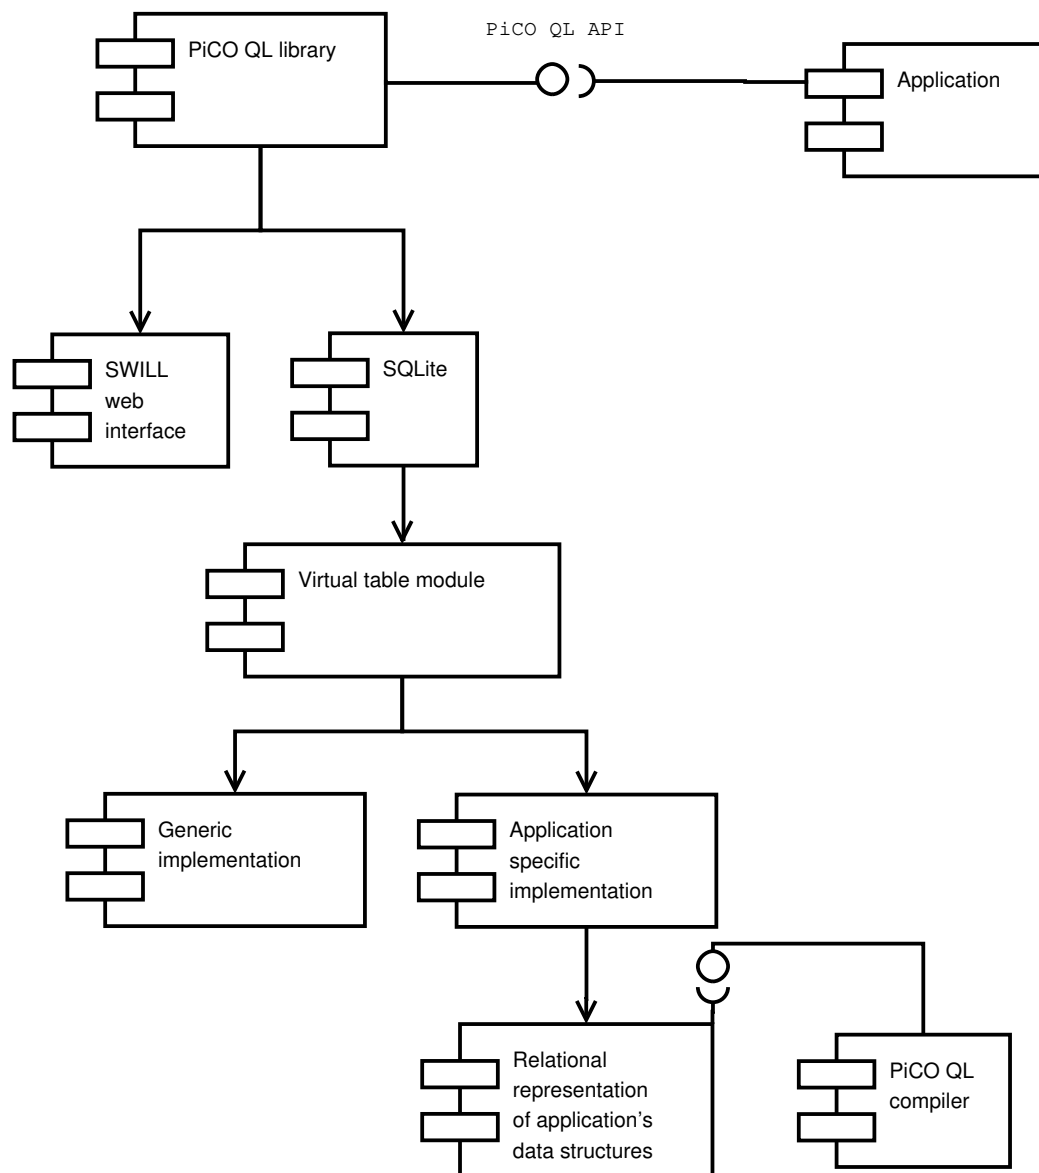 PiCO QL API
PiCO QL library
Application
SWILL
web
interface
SQLite
Virtual table module
Generic
implementation
Application
specific
implementation
Relational
representation
of application's
data structures
PiCO QL
compiler